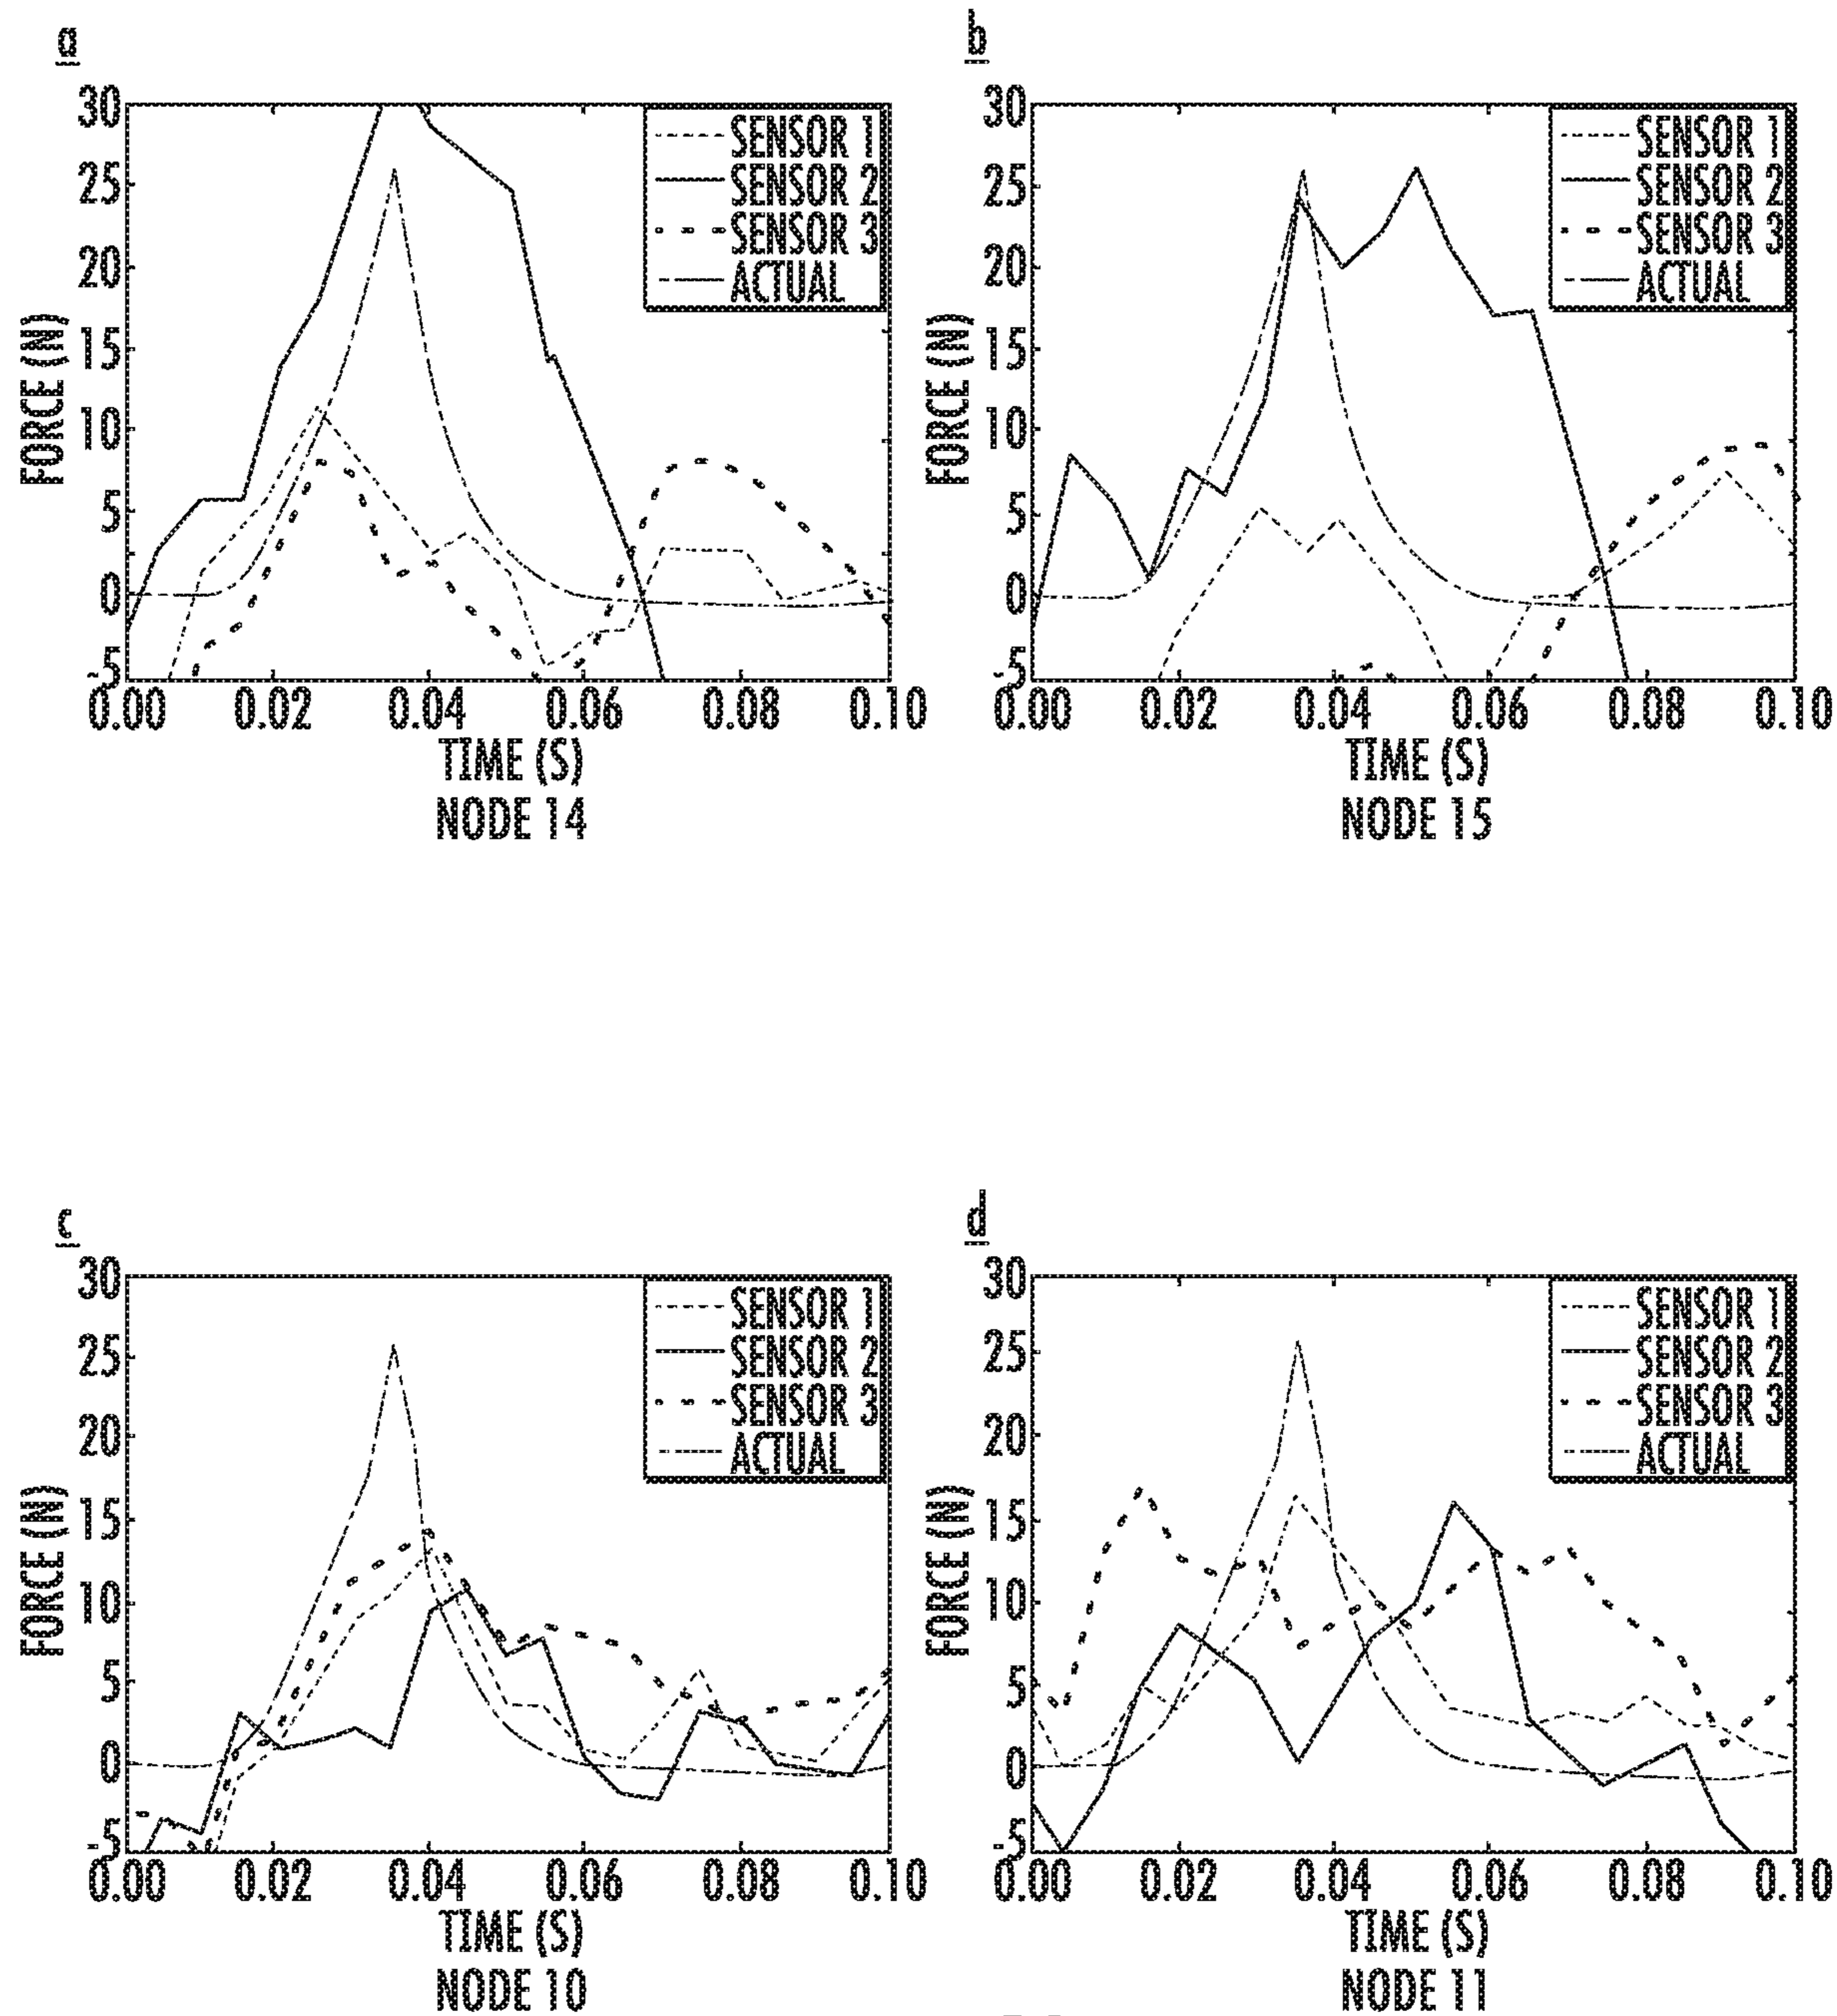 a
30
25
20
15
10
5
0
-5
FORCE (N)
SENSOR 1
SENSOR 2
SENSOR 3
ACTUAL
0.00 0.02 0.04 0.06 0.08 0.10
TIME (S)
NODE 14
b
30
25
20
15
10
5
0
-5
FORCE (N)
SENSOR 1
SENSOR 2
SENSOR 3
ACTUAL
0.00 0.02 0.04 0.06 0.08 0.10
TIME (S)
NODE 15
c
30
25
20
15
10
5
0
-5
FORCE (N)
SENSOR 1
SENSOR 2
SENSOR 3
ACTUAL
0.00 0.02 0.04 0.06 0.08 0.10
TIME (S)
NODE 10
d
30
25
20
15
10
5
0
-5
FORCE (N)
SENSOR 1
SENSOR 2
SENSOR 3
ACTUAL
0.00 0.02 0.04 0.06 0.08 0.10
TIME (S)
NODE 11